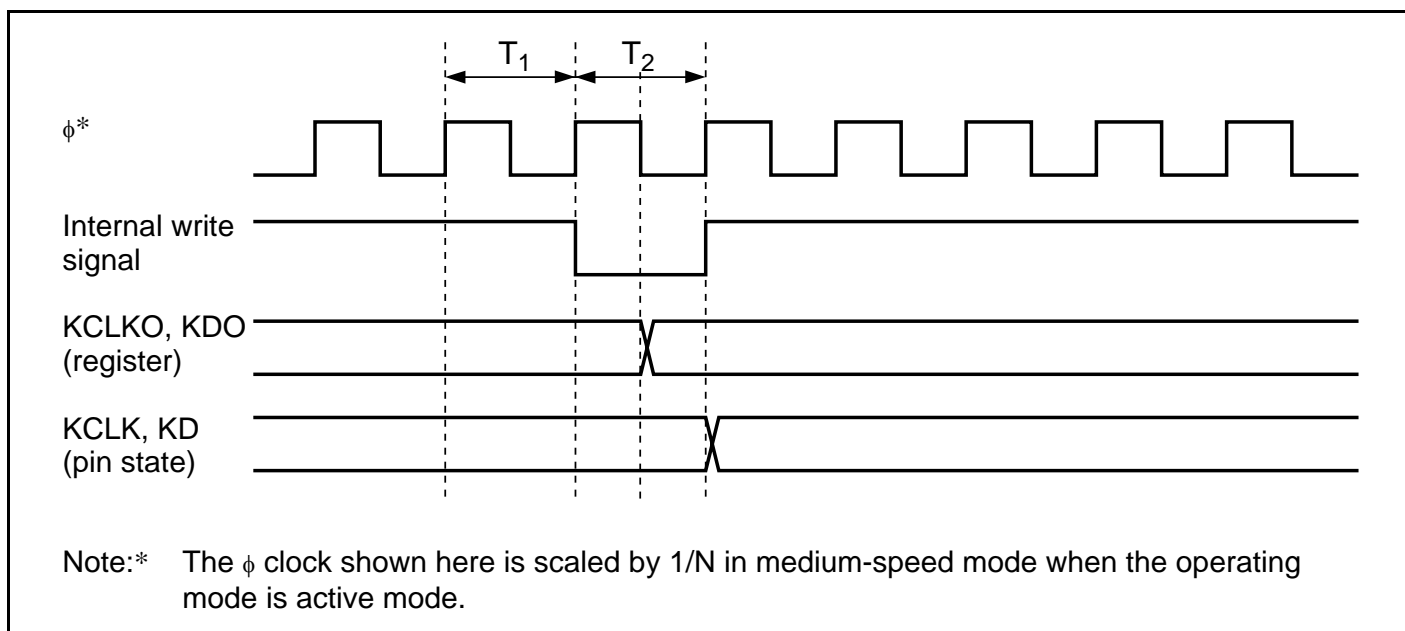 T₁ T₂
φ*
Internal write
signal
KCLKO, KDO
(register)
KCLK, KD
(pin state)
Note:* The φ clock shown here is scaled by 1/N in medium-speed mode when the operating
mode is active mode.